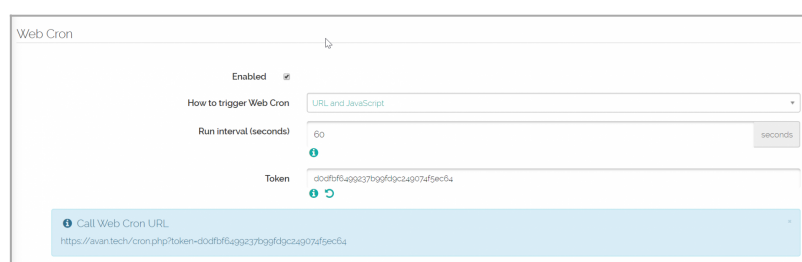 Web Cron
Enabled
How to trigger Web Cron
URL and JavaScript
Run interval (seconds)
60
seconds
Token
d0dfbf6499237b99fd9c249074f5ec64
Call Web Cron URL
https://avan.tech/cron.php?token=d0dfbf6499237b99fd9c249074f5ec64